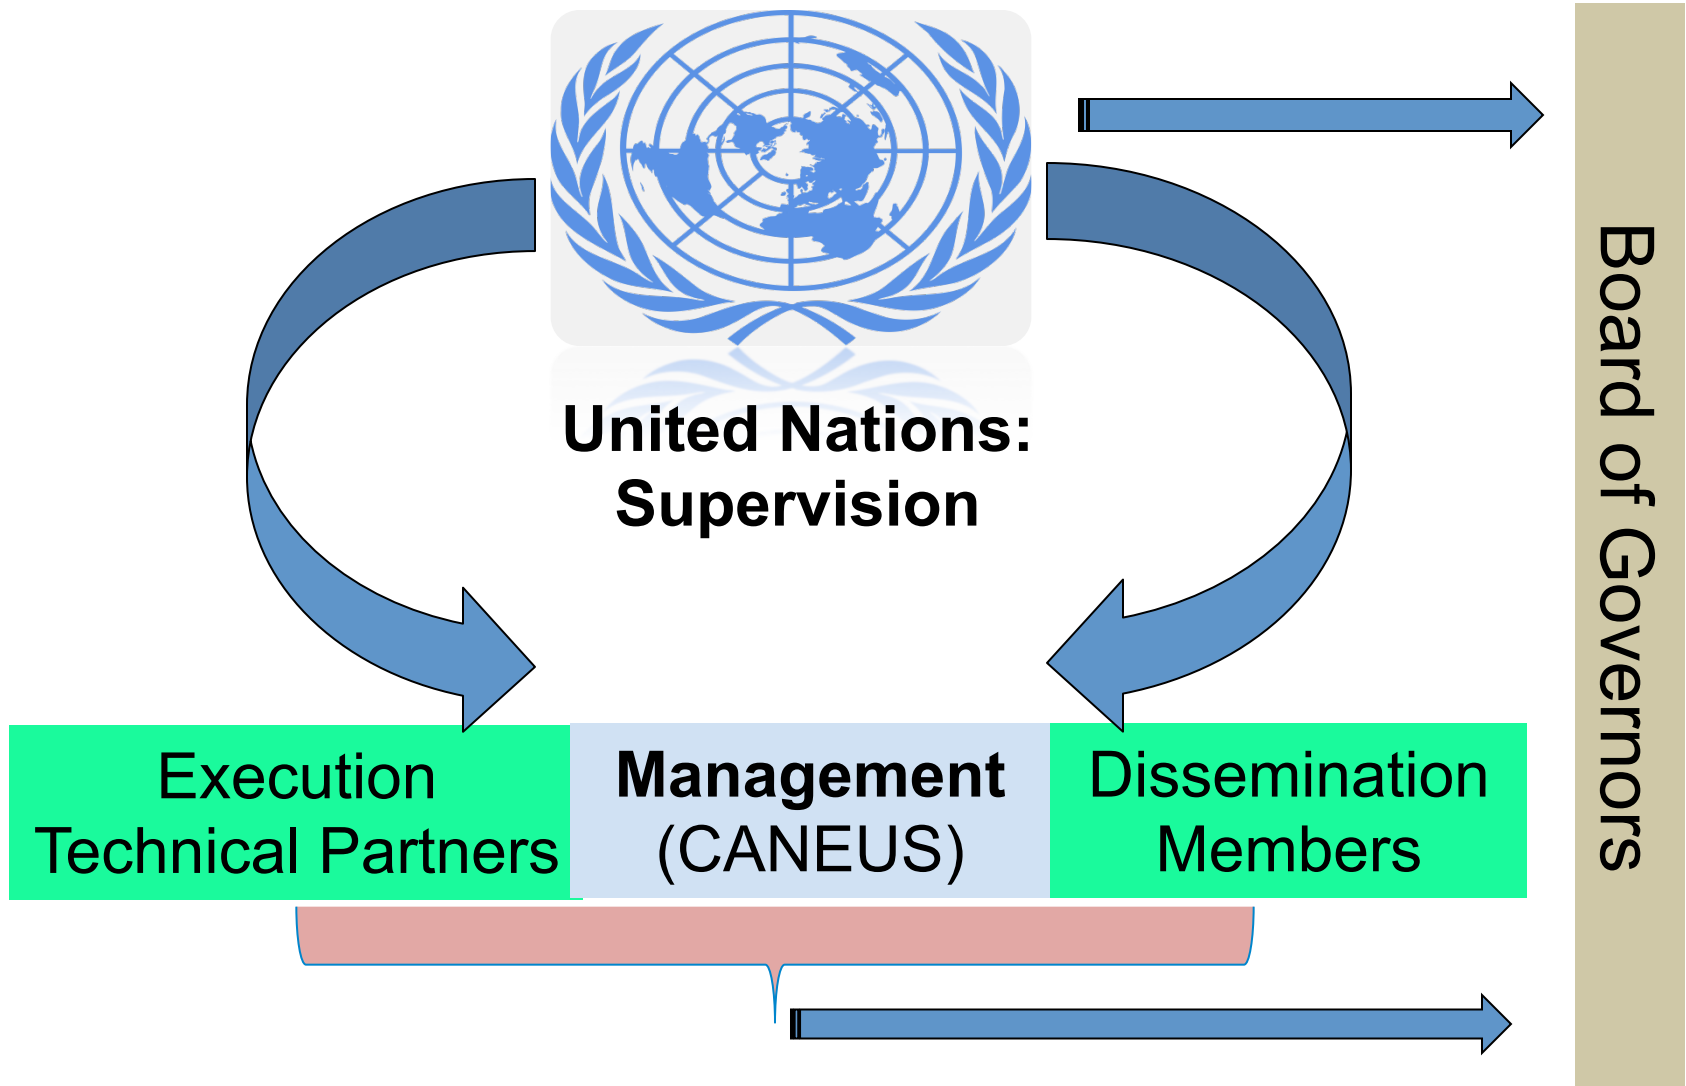 United Nations:
Supervision
Execution
Technical Partners
Management
(CANEUS)
Dissemination
Members
Board of Governors